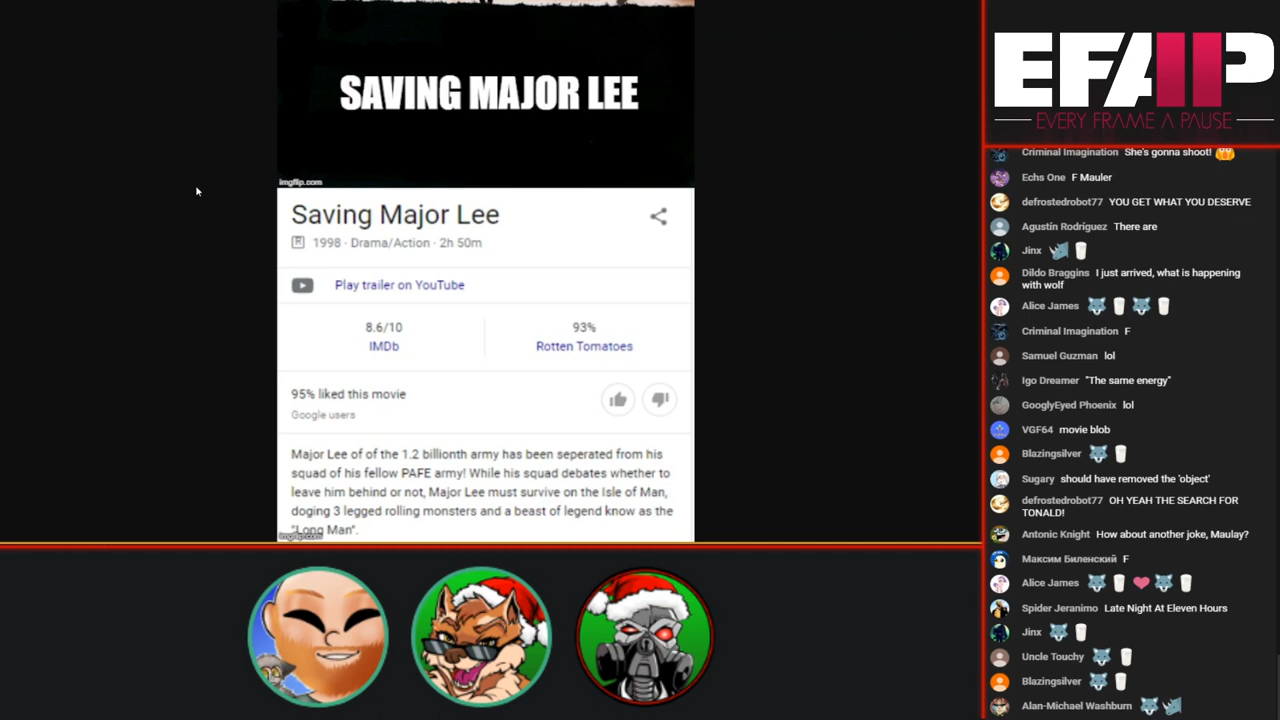 SAVING MAJOR LEE
imgflip.com
Saving Major Lee
R 1998 · Drama/Action · 2h 50m
Play trailer on YouTube
8.6/10
IMDb
93%
Rotten Tomatoes
95% liked this movie
Google users
Major Lee of of the 1.2 billionth army has been seperated from his
squad of his fellow PAFE army! While his squad debates whether to
leave him behind or not, Major Lee must survive on the Isle of Man,
doging 3 legged rolling monsters and a beast of legend know as the
"Long Man".
imgflip.com
EFAP
EVERY FRAME A PAUSE
Criminal Imagination She's gonna shoot!
Echs One F Mauler
defrostedrobot77 YOU GET WHAT YOU DESERVE
Agustín Rodríguez There are
Jinx
Dildo Braggins I just arrived, what is happening
with wolf
Alice James
Criminal Imagination F
Samuel Guzman lol
Igo Dreamer "The same energy"
GooglyEyed Phoenix lol
VGF64 movie blob
Blazingsilver
Sugary should have removed the 'object'
defrostedrobot77 OH YEAH THE SEARCH FOR
TONALD!
Antonic Knight How about another joke, Maulay?
Максим Биленский F
Alice James
Spider Jeranimo Late Night At Eleven Hours
Jinx
Uncle Touchy
Blazingsilver
Alan-Michael Washburn